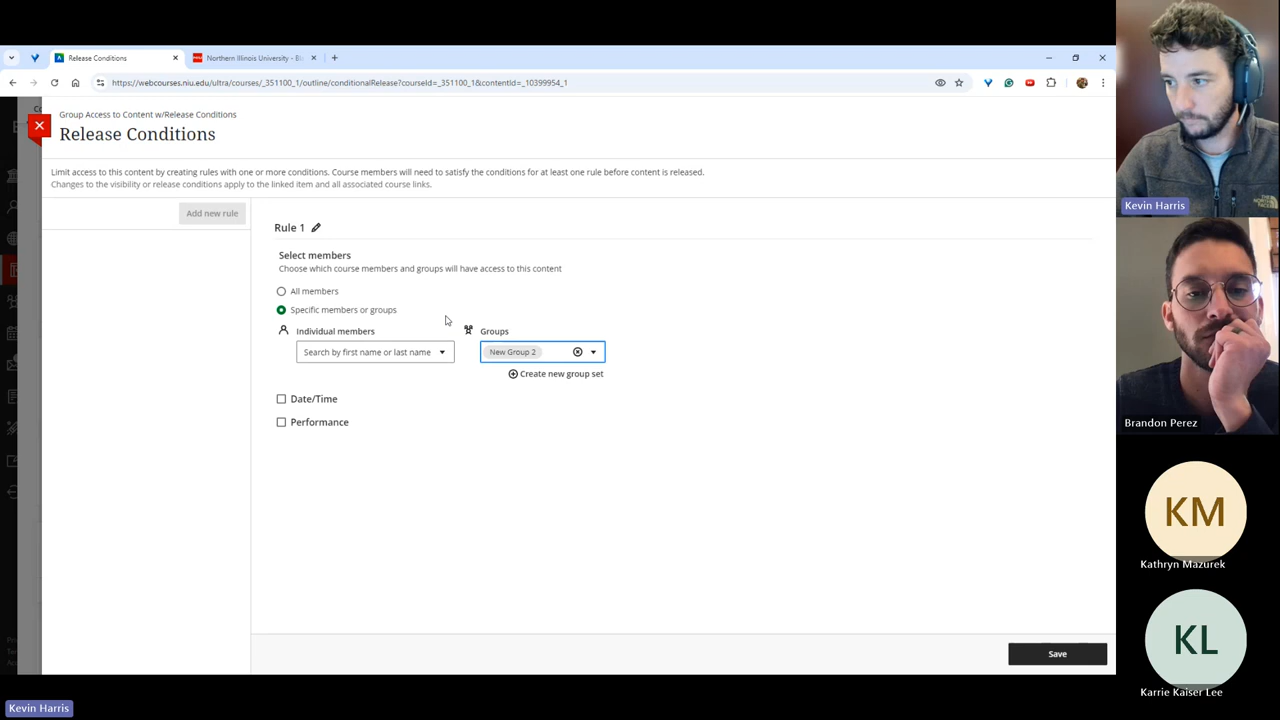 Release Conditions
Northern Illinois University - Bl
https://webcourses.niu.edu/ultra/courses/_351100_1/outline/conditionalRelease?courseId=_351100_1&contentId=_10399954_1
Group Access to Content w/Release Conditions
Release Conditions
Limit access to this content by creating rules with one or more conditions. Course members will need to satisfy the conditions for at least one rule before content is released.
Changes to the visibility or release conditions apply to the linked item and all associated course links.
Add new rule
Rule 1
Select members
Choose which course members and groups will have access to this content
All members
Specific members or groups
Individual members
Groups
Search by first name or last name
New Group 2
Create new group set
Date/Time
Performance
Save
Kevin Harris
Brandon Perez
KM
Kathryn Mazurek
KL
Karrie Kaiser Lee
Kevin Harris